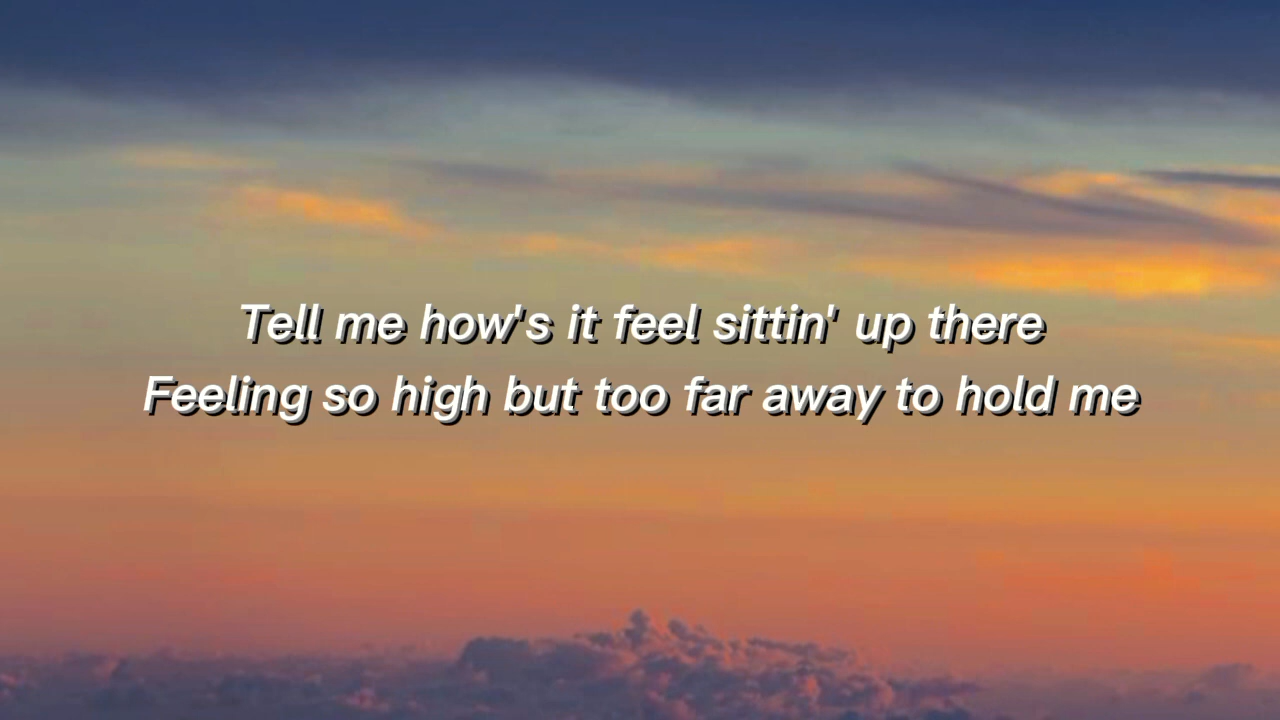 Tell me how's it feel sittin' up there
Feeling so high but too far away to hold me